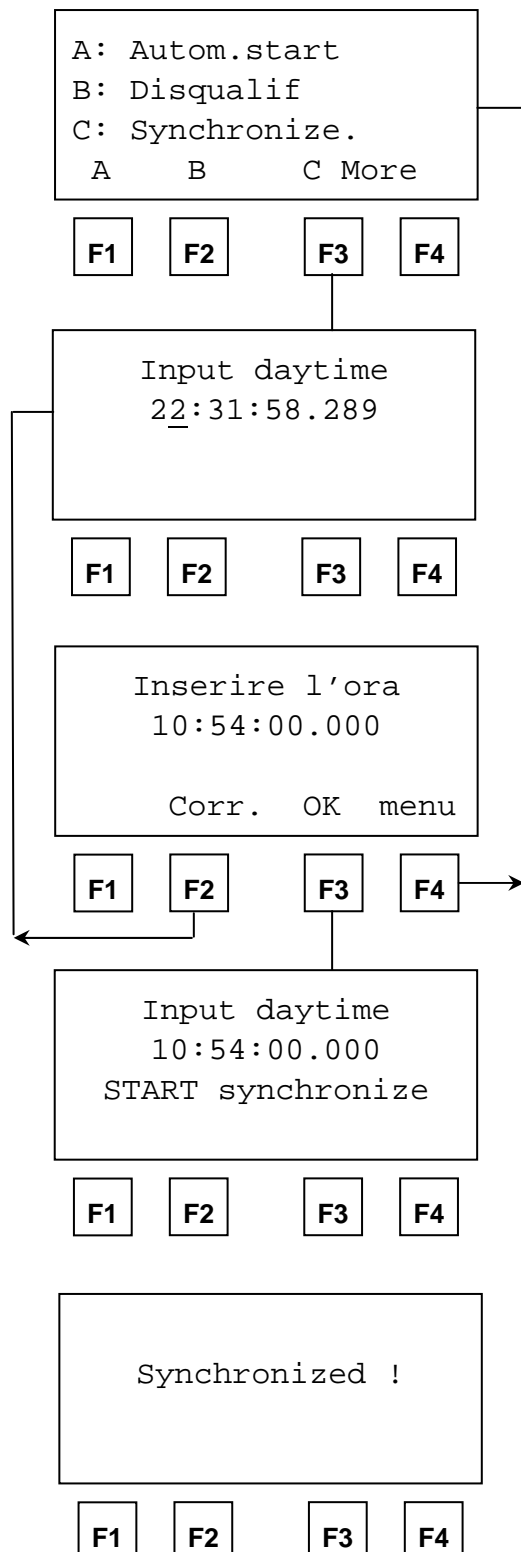 A: Autom.start
B: Disqualif
C: Synchronize.
A B C More
F1 F2 F3 F4
Input daytime
22:31:58.289
F1 F2 F3 F4
Inserire l’ora
10:54:00.000
Corr. OK menu
F1 F2 F3 F4
Input daytime
10:54:00.000
START synchronize
F1 F2 F3 F4
Synchronized !
F1 F2 F3 F4